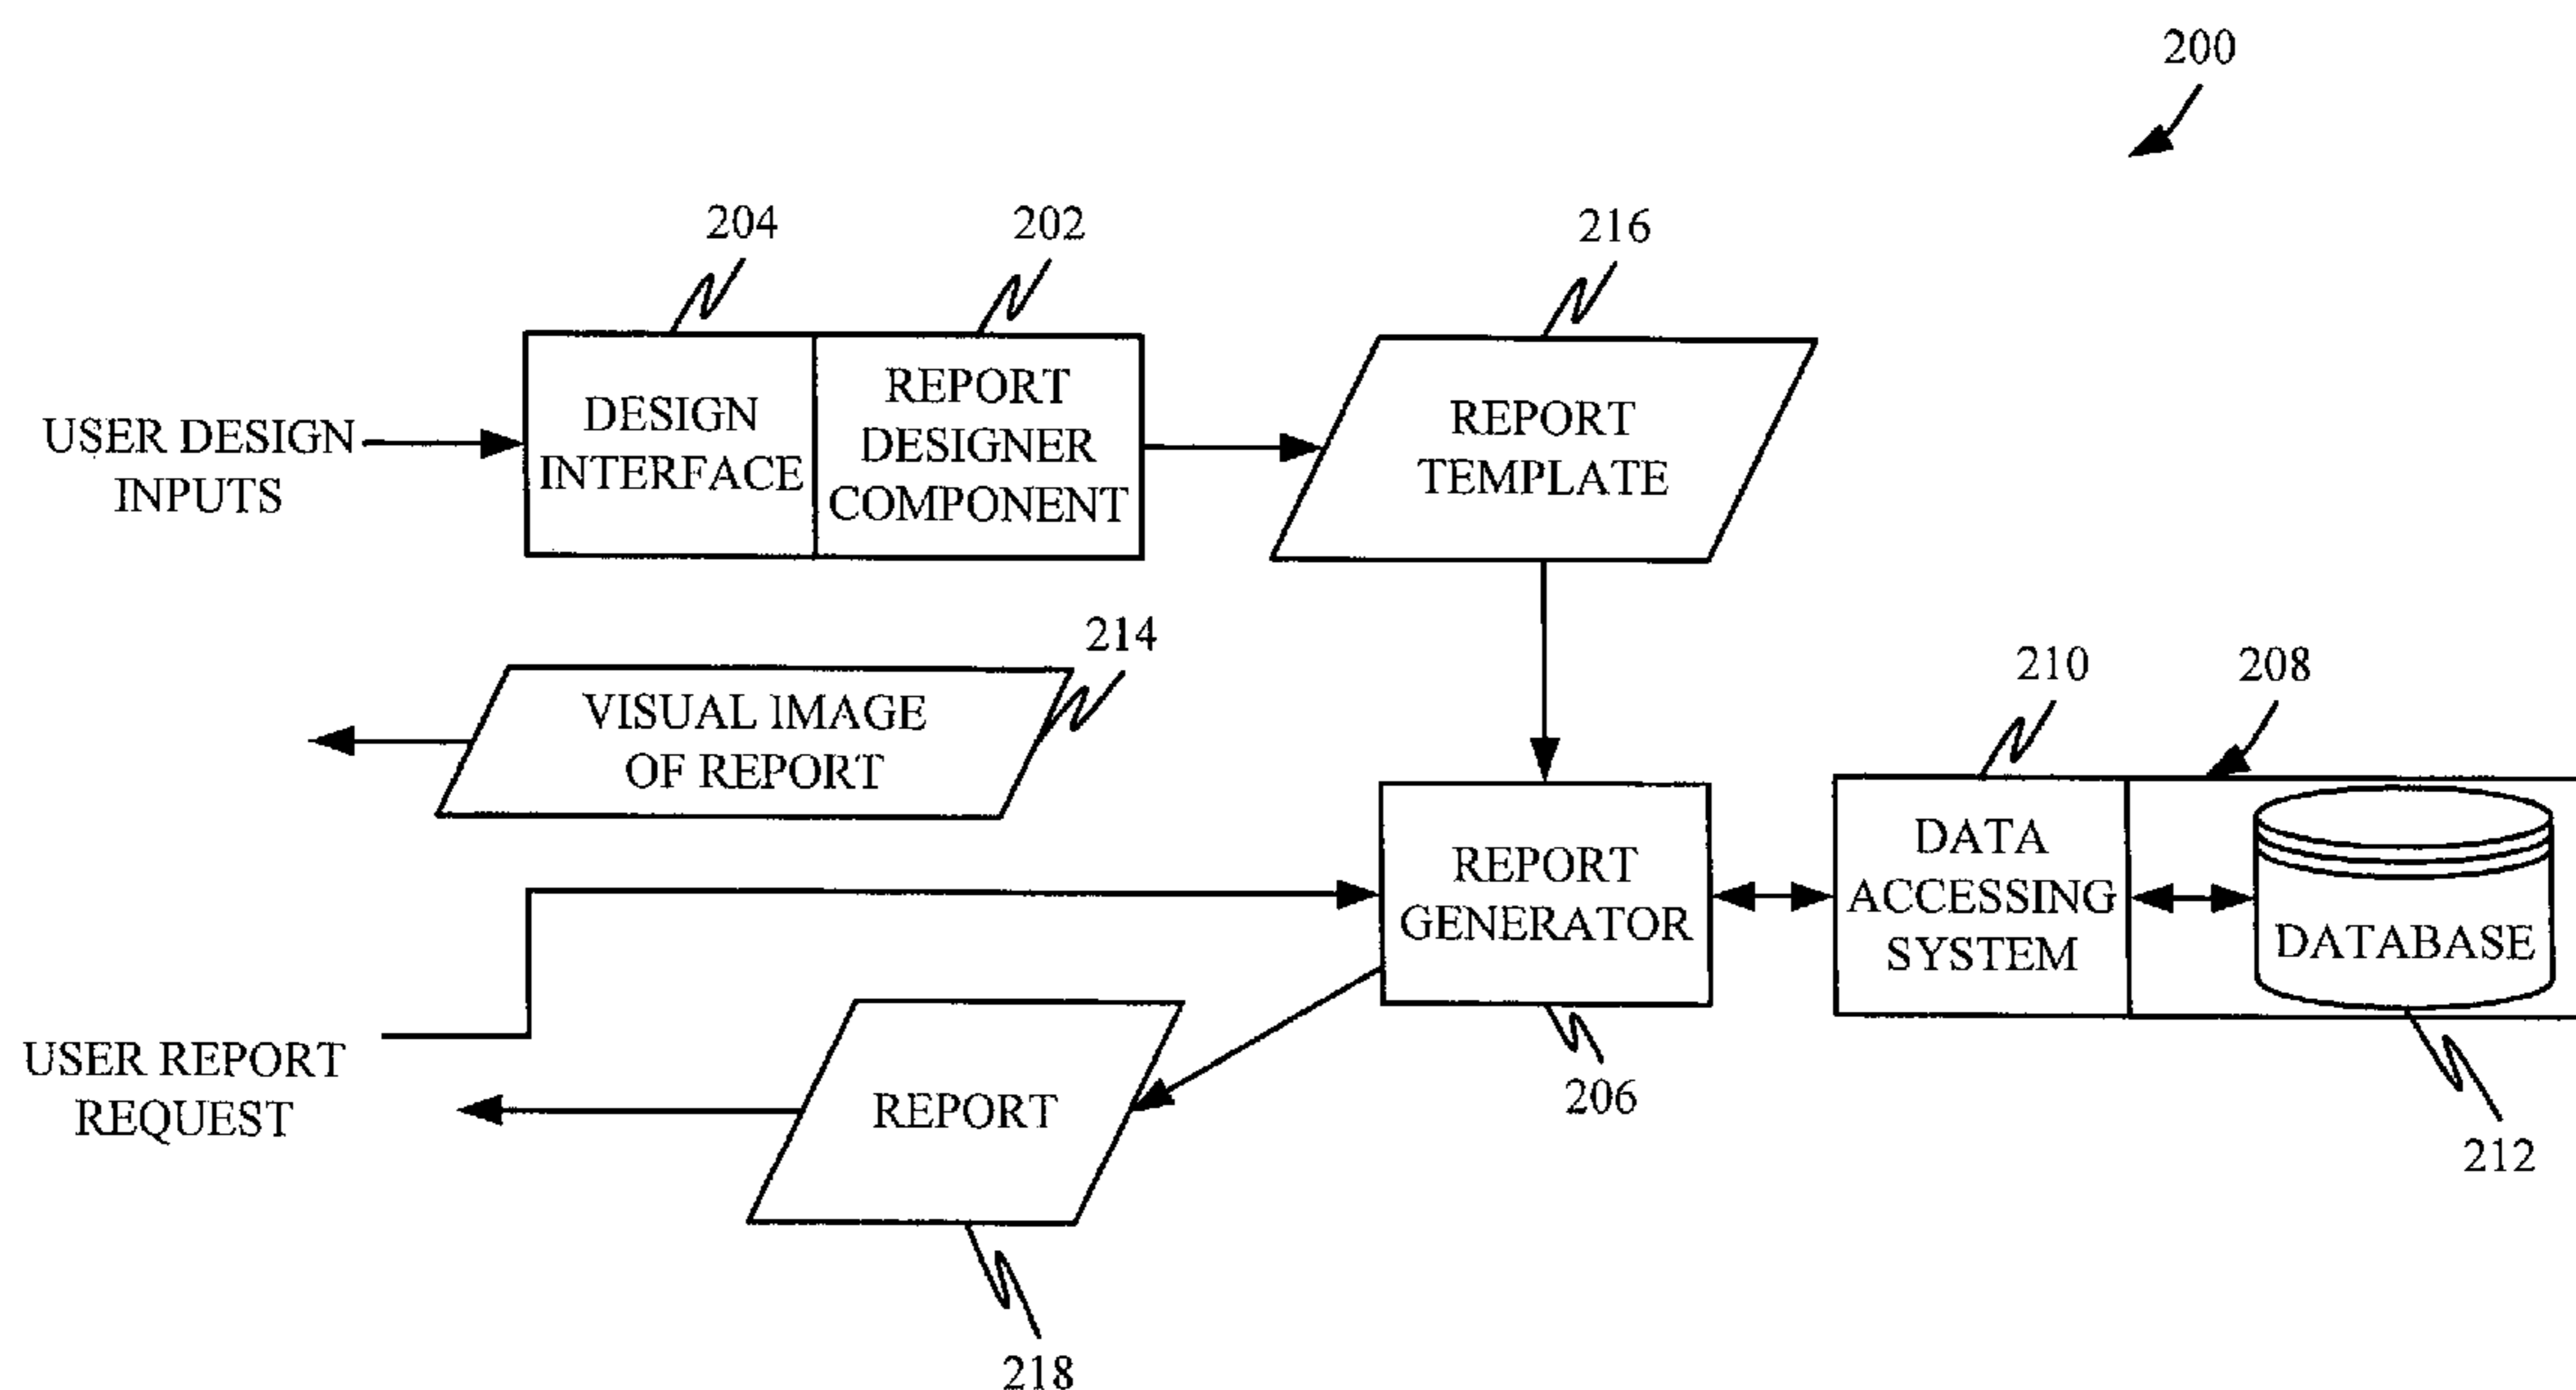 200
204
202
216
USER DESIGN
INPUTS
DESIGN
INTERFACE
REPORT
DESIGNER
COMPONENT
REPORT
TEMPLATE
214
VISUAL IMAGE
OF REPORT
210
208
REPORT
GENERATOR
DATA
ACCESSING
SYSTEM
DATABASE
USER REPORT
REQUEST
REPORT
206
212
218